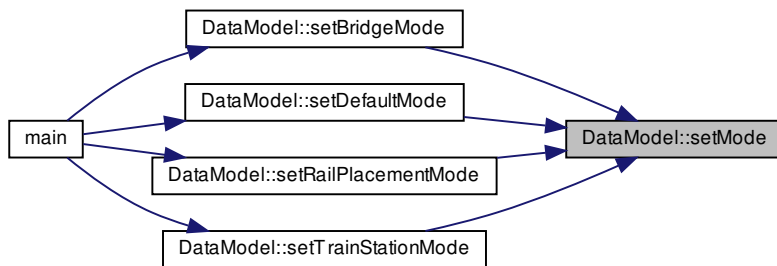 DataModel::setBridgeMode
DataModel::setDefaultMode
main
DataModel::setMode
DataModel::setRailPlacementMode
DataModel::setTrainStationMode